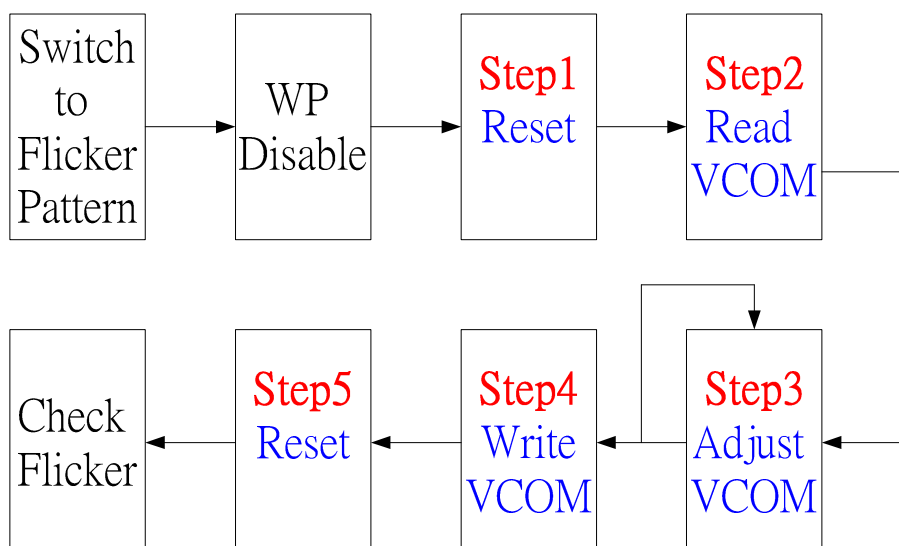 Switch
to
Flicker
Pattern
WP
Disable
Step1
Reset
Step2
Read
VCOM
Step3
Adjust
VCOM
Step4
Write
VCOM
Step5
Reset
Check
Flicker